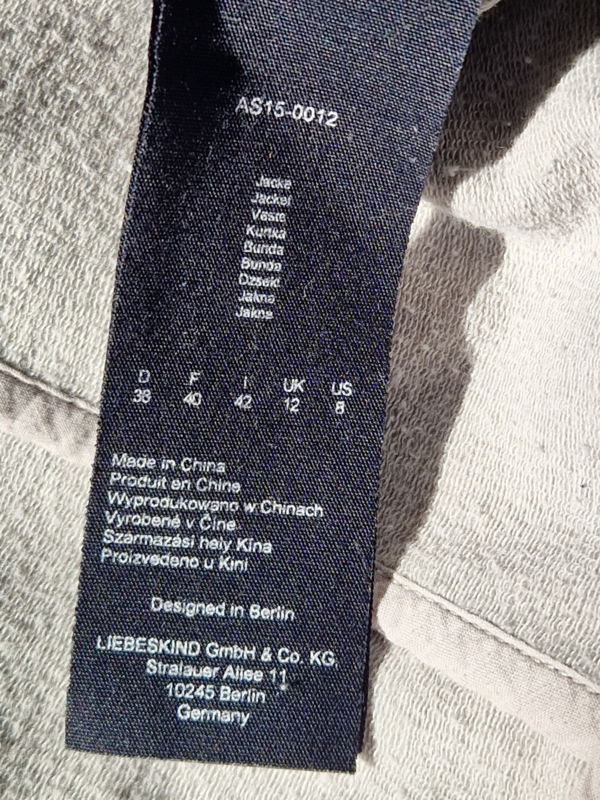 AS15-0012
Jacke
Jacket
Veste
Kurtka
Bunda
Bunda
Dzseki
Jakna
Jakna
D F I UK US
38 40 42 12 8
Made in China
Produit en Chine
Wyprodukowano w Chinach
Vyrobené v Číne
Származási hely Kína
Proizvedeno u Kini
Designed in Berlin
LIEBESKIND GmbH & Co. KG.
Stralauer Allee 11
10245 Berlin
Germany